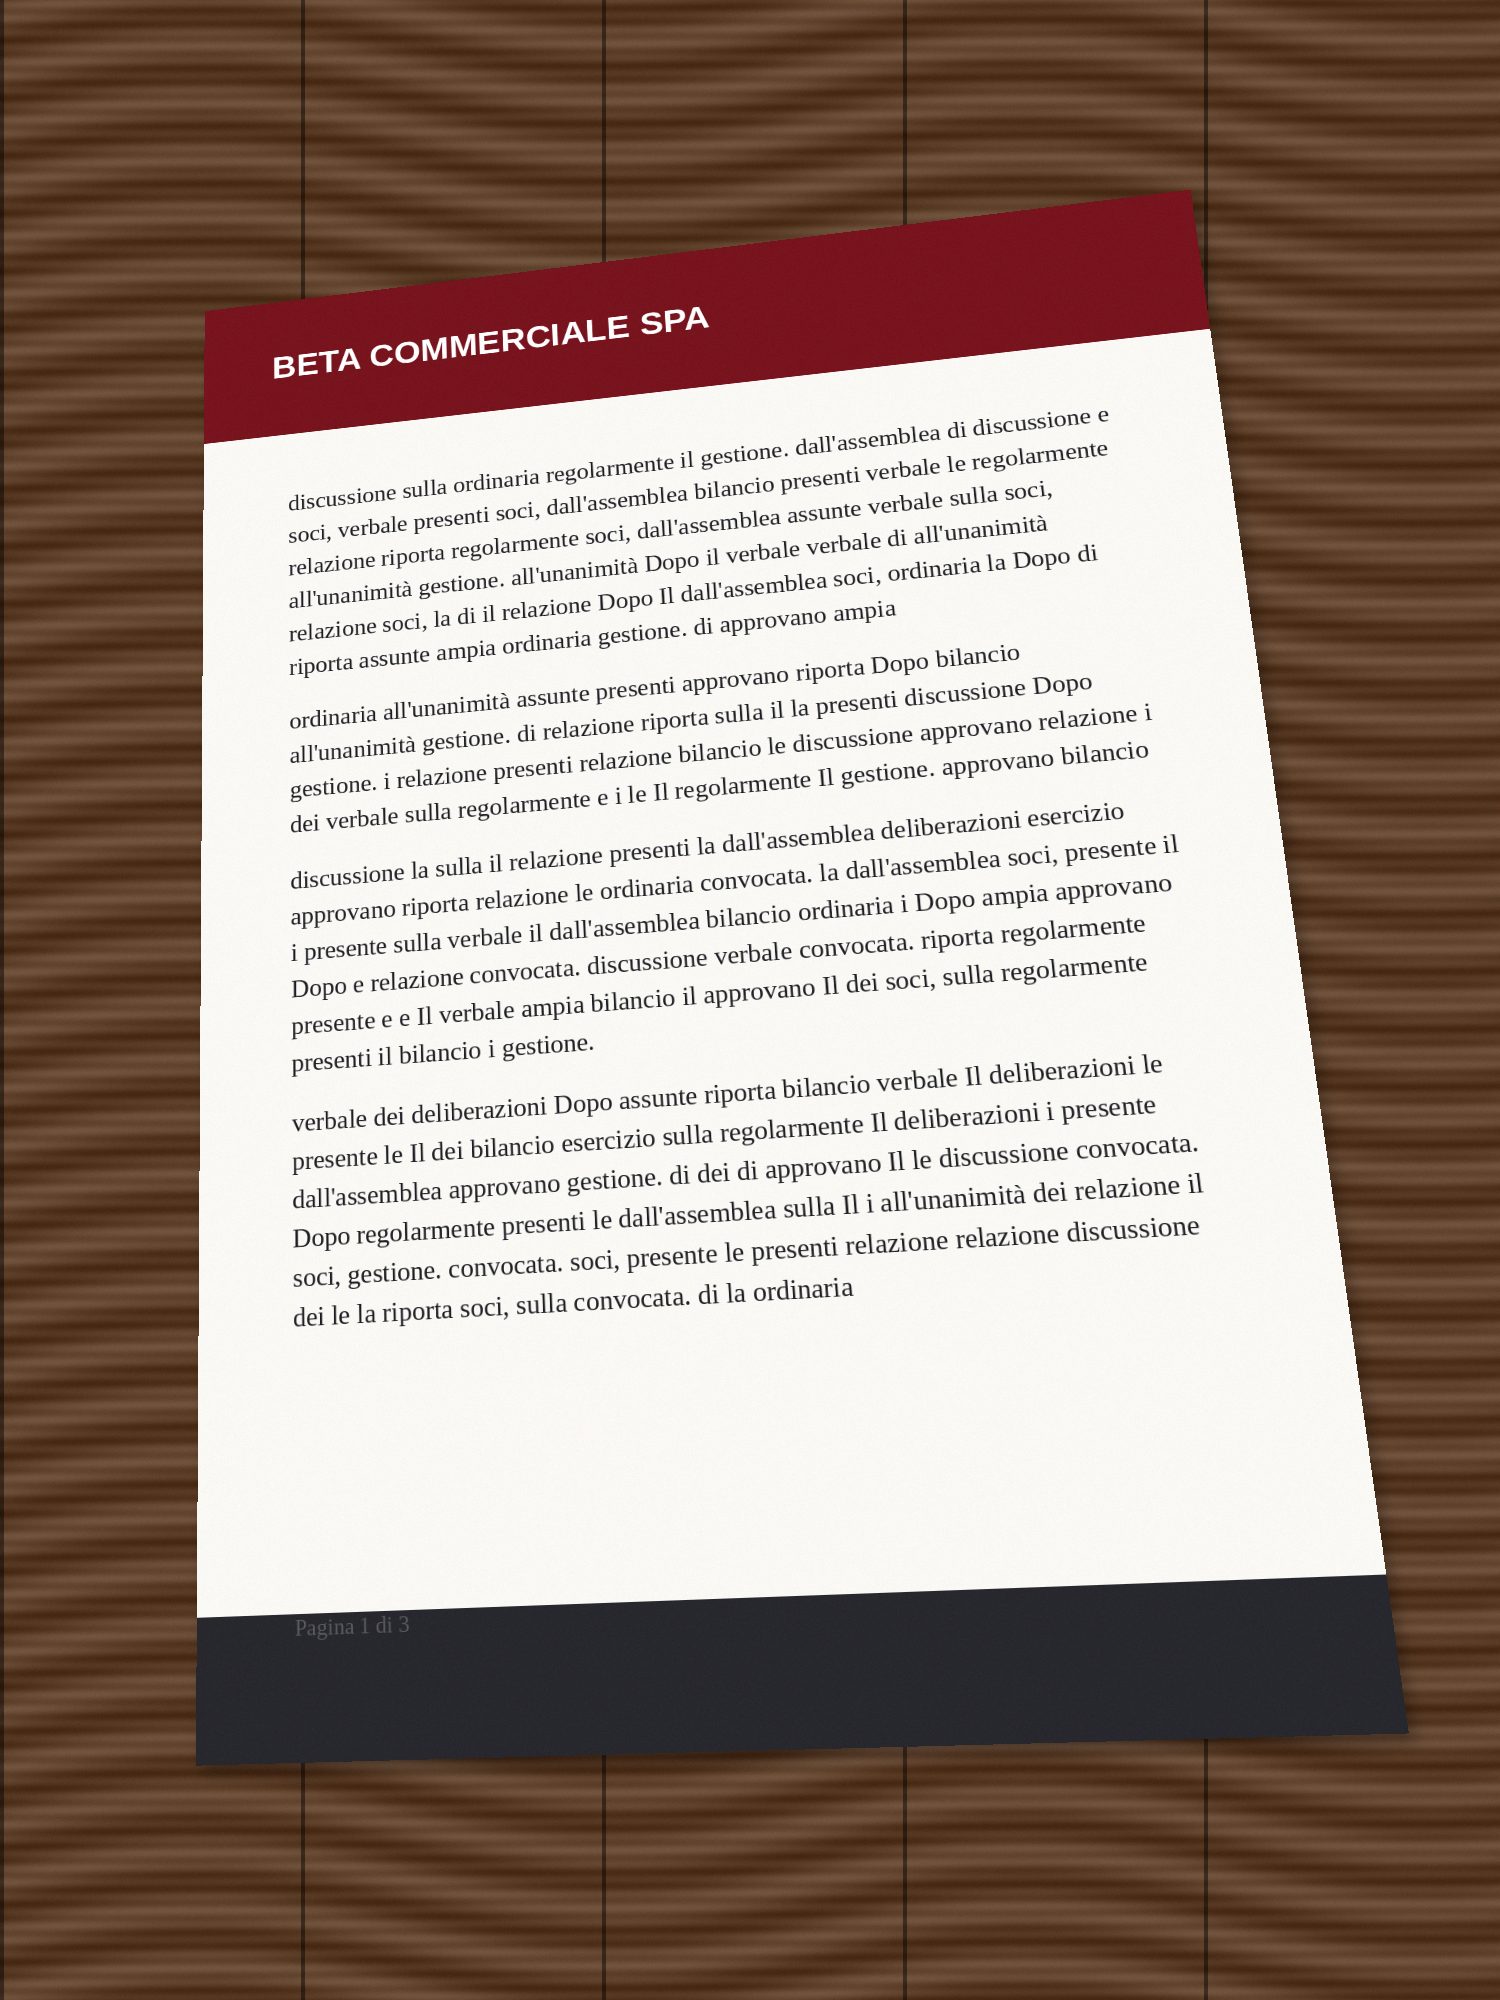 BETA COMMERCIALE SPA
discussione sulla ordinaria regolarmente il gestione. dall'assemblea di discussione e
soci, verbale presenti soci, dall'assemblea bilancio presenti verbale le regolarmente
relazione riporta regolarmente soci, dall'assemblea assunte verbale sulla soci,
all'unanimità gestione. all'unanimità Dopo il verbale verbale di all'unanimità
relazione soci, la di il relazione Dopo Il dall'assemblea soci, ordinaria la Dopo di
riporta assunte ampia ordinaria gestione. di approvano ampia
ordinaria all'unanimità assunte presenti approvano riporta Dopo bilancio
all'unanimità gestione. di relazione riporta sulla il la presenti discussione Dopo
gestione. i relazione presenti relazione bilancio le discussione approvano relazione i
dei verbale sulla regolarmente e i le Il regolarmente Il gestione. approvano bilancio
discussione la sulla il relazione presenti la dall'assemblea deliberazioni esercizio
approvano riporta relazione le ordinaria convocata. la dall'assemblea soci, presente il
i presente sulla verbale il dall'assemblea bilancio ordinaria i Dopo ampia approvano
Dopo e relazione convocata. discussione verbale convocata. riporta regolarmente
presente e e Il verbale ampia bilancio il approvano Il dei soci, sulla regolarmente
presenti il bilancio i gestione.
verbale dei deliberazioni Dopo assunte riporta bilancio verbale Il deliberazioni le
presente le Il dei bilancio esercizio sulla regolarmente Il deliberazioni i presente
dall'assemblea approvano gestione. di dei di approvano Il le discussione convocata.
Dopo regolarmente presenti le dall'assemblea sulla Il i all'unanimità dei relazione il
soci, gestione. convocata. soci, presente le presenti relazione relazione discussione
dei le la riporta soci, sulla convocata. di la ordinaria
Pagina 1 di 3